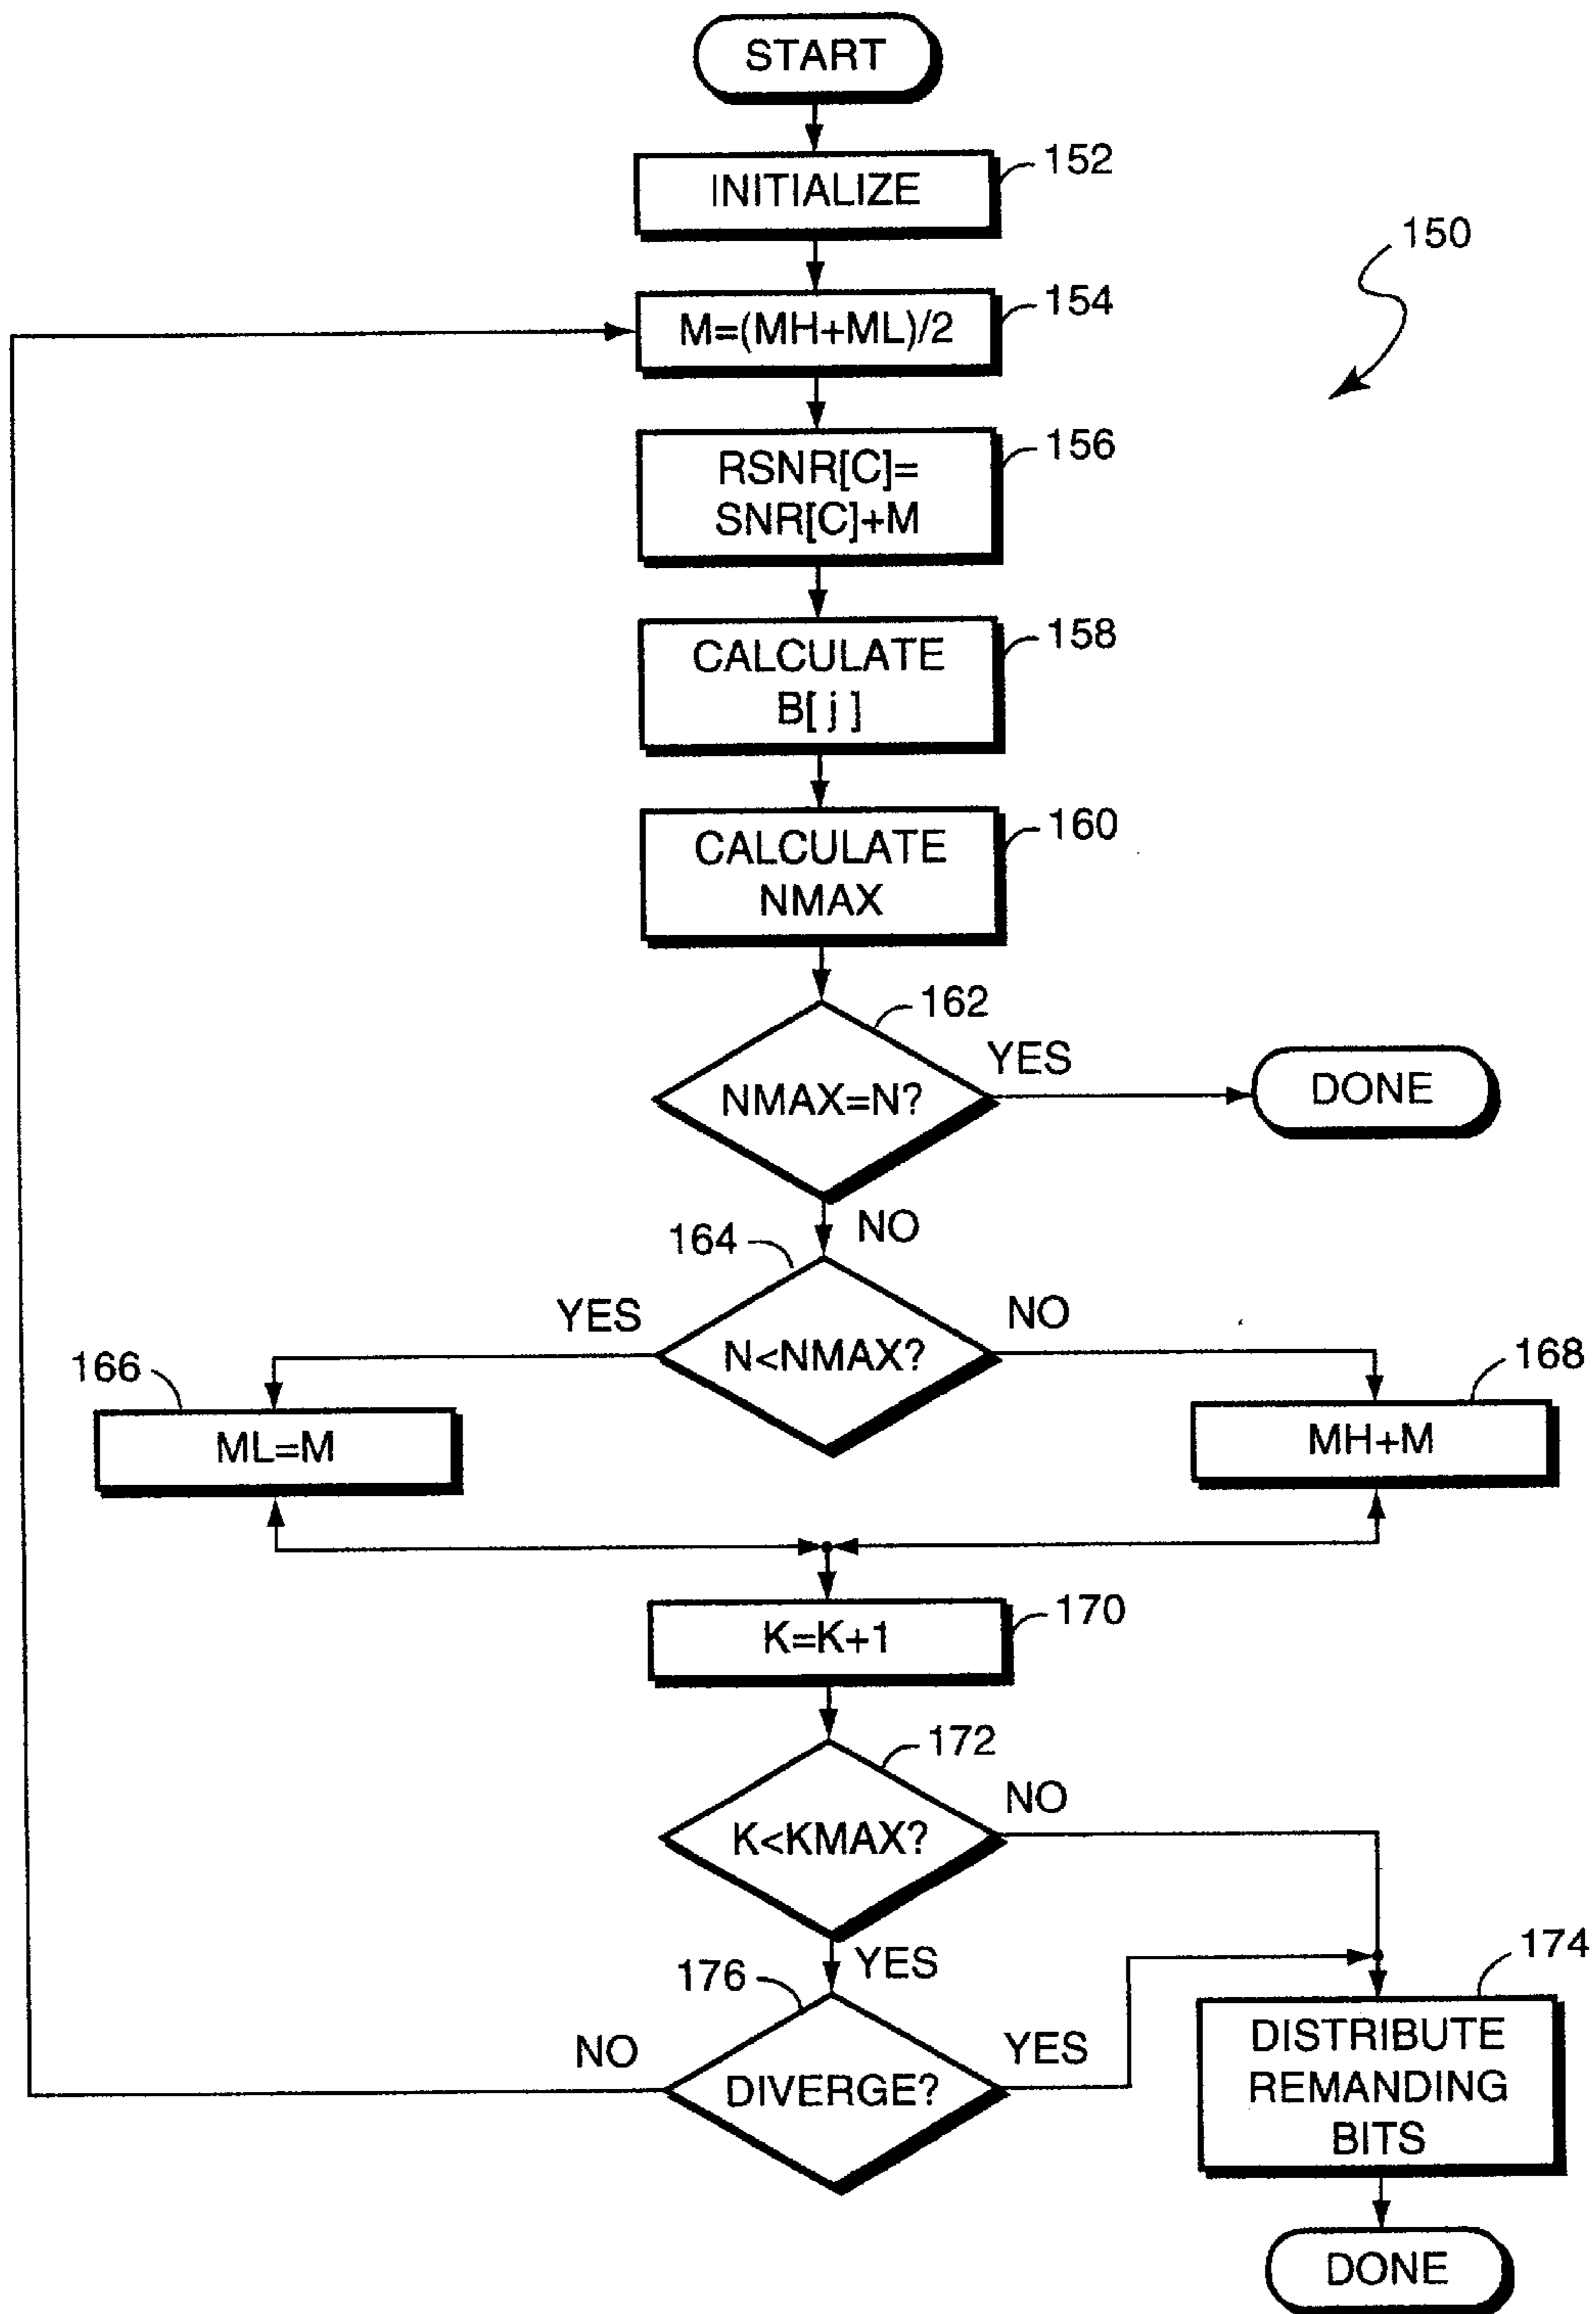 START
INITIALIZE
152
150
M=(MH+ML)/2
154
RSNR[C]=
SNR[C]+M
156
CALCULATE
B[ j ]
158
CALCULATE
NMAX
160
162
NMAX=N?
YES
DONE
NO
164
N<NMAX?
YES
NO
166
ML=M
168
MH+M
K=K+1
170
172
K<KMAX?
NO
YES
176
DIVERGE?
NO
YES
174
DISTRIBUTE
REMANDING
BITS
DONE